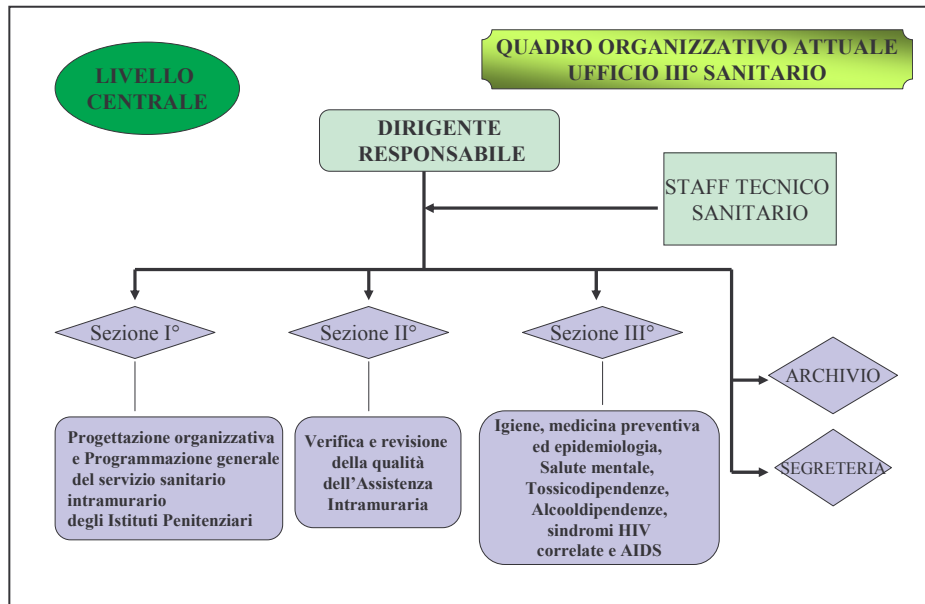 LIVELLO
CENTRALE
QUADRO ORGANIZZATIVO ATTUALE
UFFICIO III° SANITARIO
DIRIGENTE
RESPONSABILE
STAFF TECNICO
SANITARIO
Sezione I°
Sezione II°
Sezione III°
ARCHIVIO
SEGRETERIA
Progettazione organizzativa
e Programmazione generale
del servizio sanitario
intramurario
degli Istituti Penitenziari
Verifica e revisione
della qualità
dell'Assistenza
Intramuraria
Igiene, medicina preventiva
ed epidemiologia,
Salute mentale,
Tossicodipendenze,
Alcooldipendenze,
sindromi HIV
correlate e AIDS